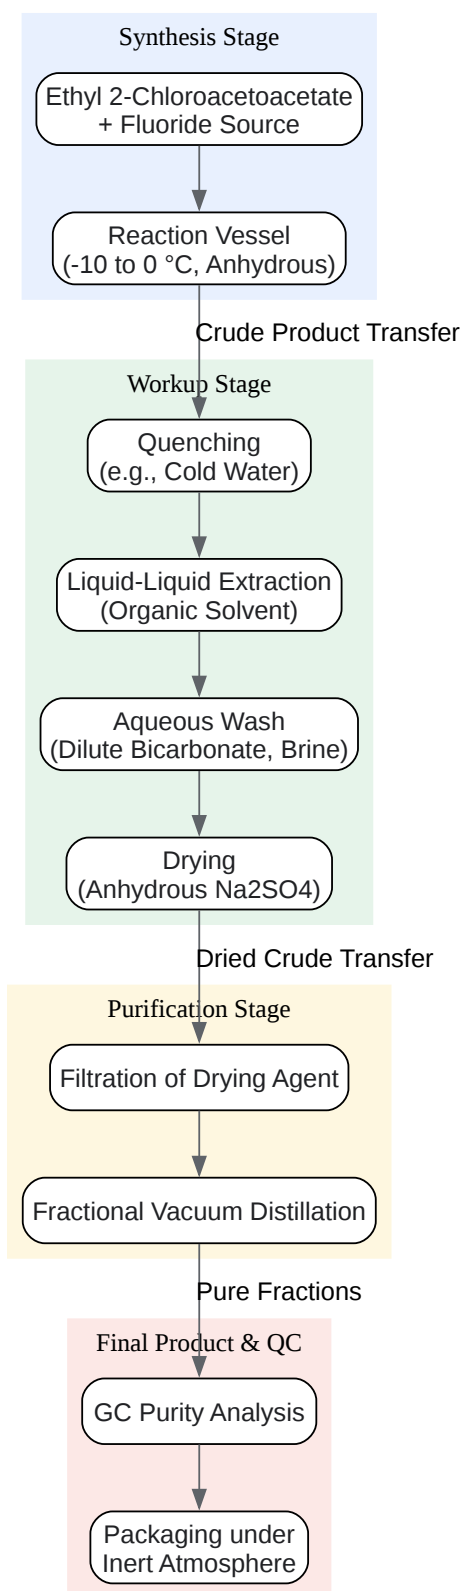 Synthesis Stage
Ethyl 2-Chloroacetoacetate
+ Fluoride Source
Reaction Vessel
(-10 to 0 °C, Anhydrous)
Crude Product Transfer
Workup Stage
Quenching
(e.g., Cold Water)
Liquid-Liquid Extraction
(Organic Solvent)
Aqueous Wash
(Dilute Bicarbonate, Brine)
Drying
(Anhydrous Na2SO4)
Dried Crude Transfer
Purification Stage
Filtration of Drying Agent
Fractional Vacuum Distillation
Pure Fractions
Final Product & QC
GC Purity Analysis
Packaging under
Inert Atmosphere